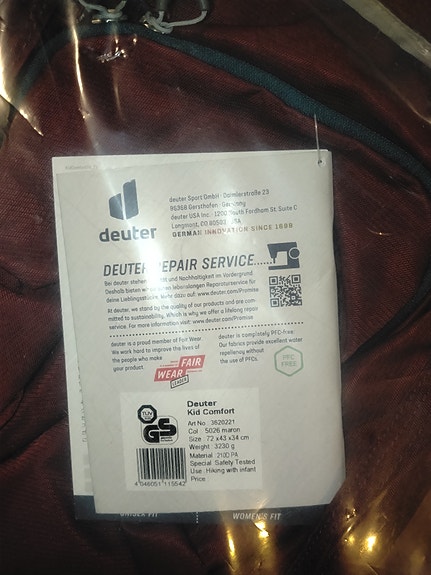 deuter
deuter Sport GmbH · Daimlerstraße 23
86368 Gersthofen · Germany
deuter USA Inc. · 1200 South Fordham St. Suite C
Longmont, CO 80503 · USA
GERMAN INNOVATION SINCE 1898
DEUTER REPAIR SERVICE
Bei deuter stehen und Nachhaltigkeit im Vordergrund.
Deshalb bieten wir einen lebenslangen Reparaturservice für
deine Lieblingsstücke. Mehr dazu auf: www.deuter.com/Promise
At deuter, we stand by the quality of our products and are com-
mitted to sustainability. Which is why we offer a lifelong repair
service. For more information visit: www.deuter.com/Promise
deuter is a proud member of Fair Wear.
We work hard to improve the lives of
the people who make
your product.
FAIR
WEAR
LEADER
deuter is completely PFC-free:
Our fabrics provide excellent water
repellency without
the use of PFCs.
PFC
FREE
TÜV
GS
4 046051 115542
Deuter
Kid Comfort
Art No : 3620221
Col : 5026 maron
Size : 72 x43 x34 cm
Weight : 3230 g
Material : 210D PA
Special : Safety Tested
Use : Hiking with infant
Price :
UNISEX FIT
WOMEN'S FIT